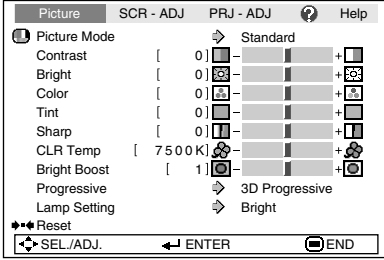 Picture SCR - ADJ PRJ - ADJ ? Help
Picture Mode Standard
Contrast [ 0] - +
Bright [ 0] - +
Color [ 0] - +
Tint [ 0] - +
Sharp [ 0] - +
CLR Temp [ 7500K] - +
Bright Boost [ 1] - +
Progressive 3D Progressive
Lamp Setting Bright
Reset
SEL./ADJ. ENTER END